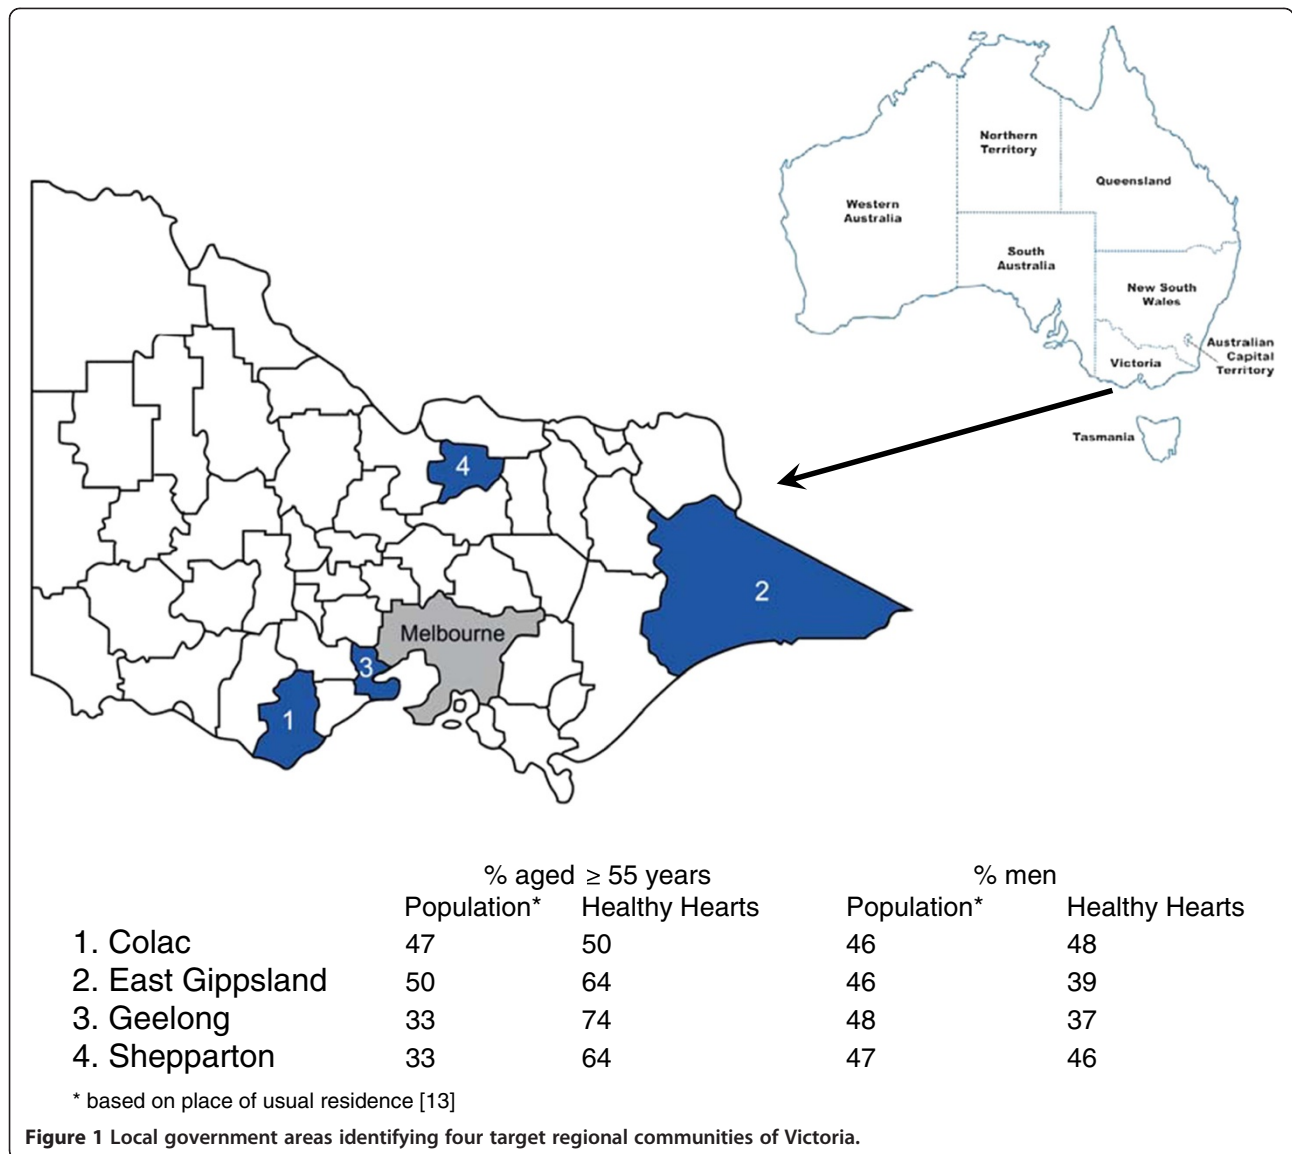 Northern
Territory
Queensland
Western
Australia
South
Australia
New South
Wales
Australian
Capital
Territory
Victoria
Tasmania
4
2
Melbourne
3
1
% aged ≥ 55 years % men
Population* Healthy Hearts Population* Healthy Hearts
1. Colac 47 50 46 48
2. East Gippsland 50 64 46 39
3. Geelong 33 74 48 37
4. Shepparton 33 64 47 46
* based on place of usual residence [13]
Figure 1 Local government areas identifying four target regional communities of Victoria.